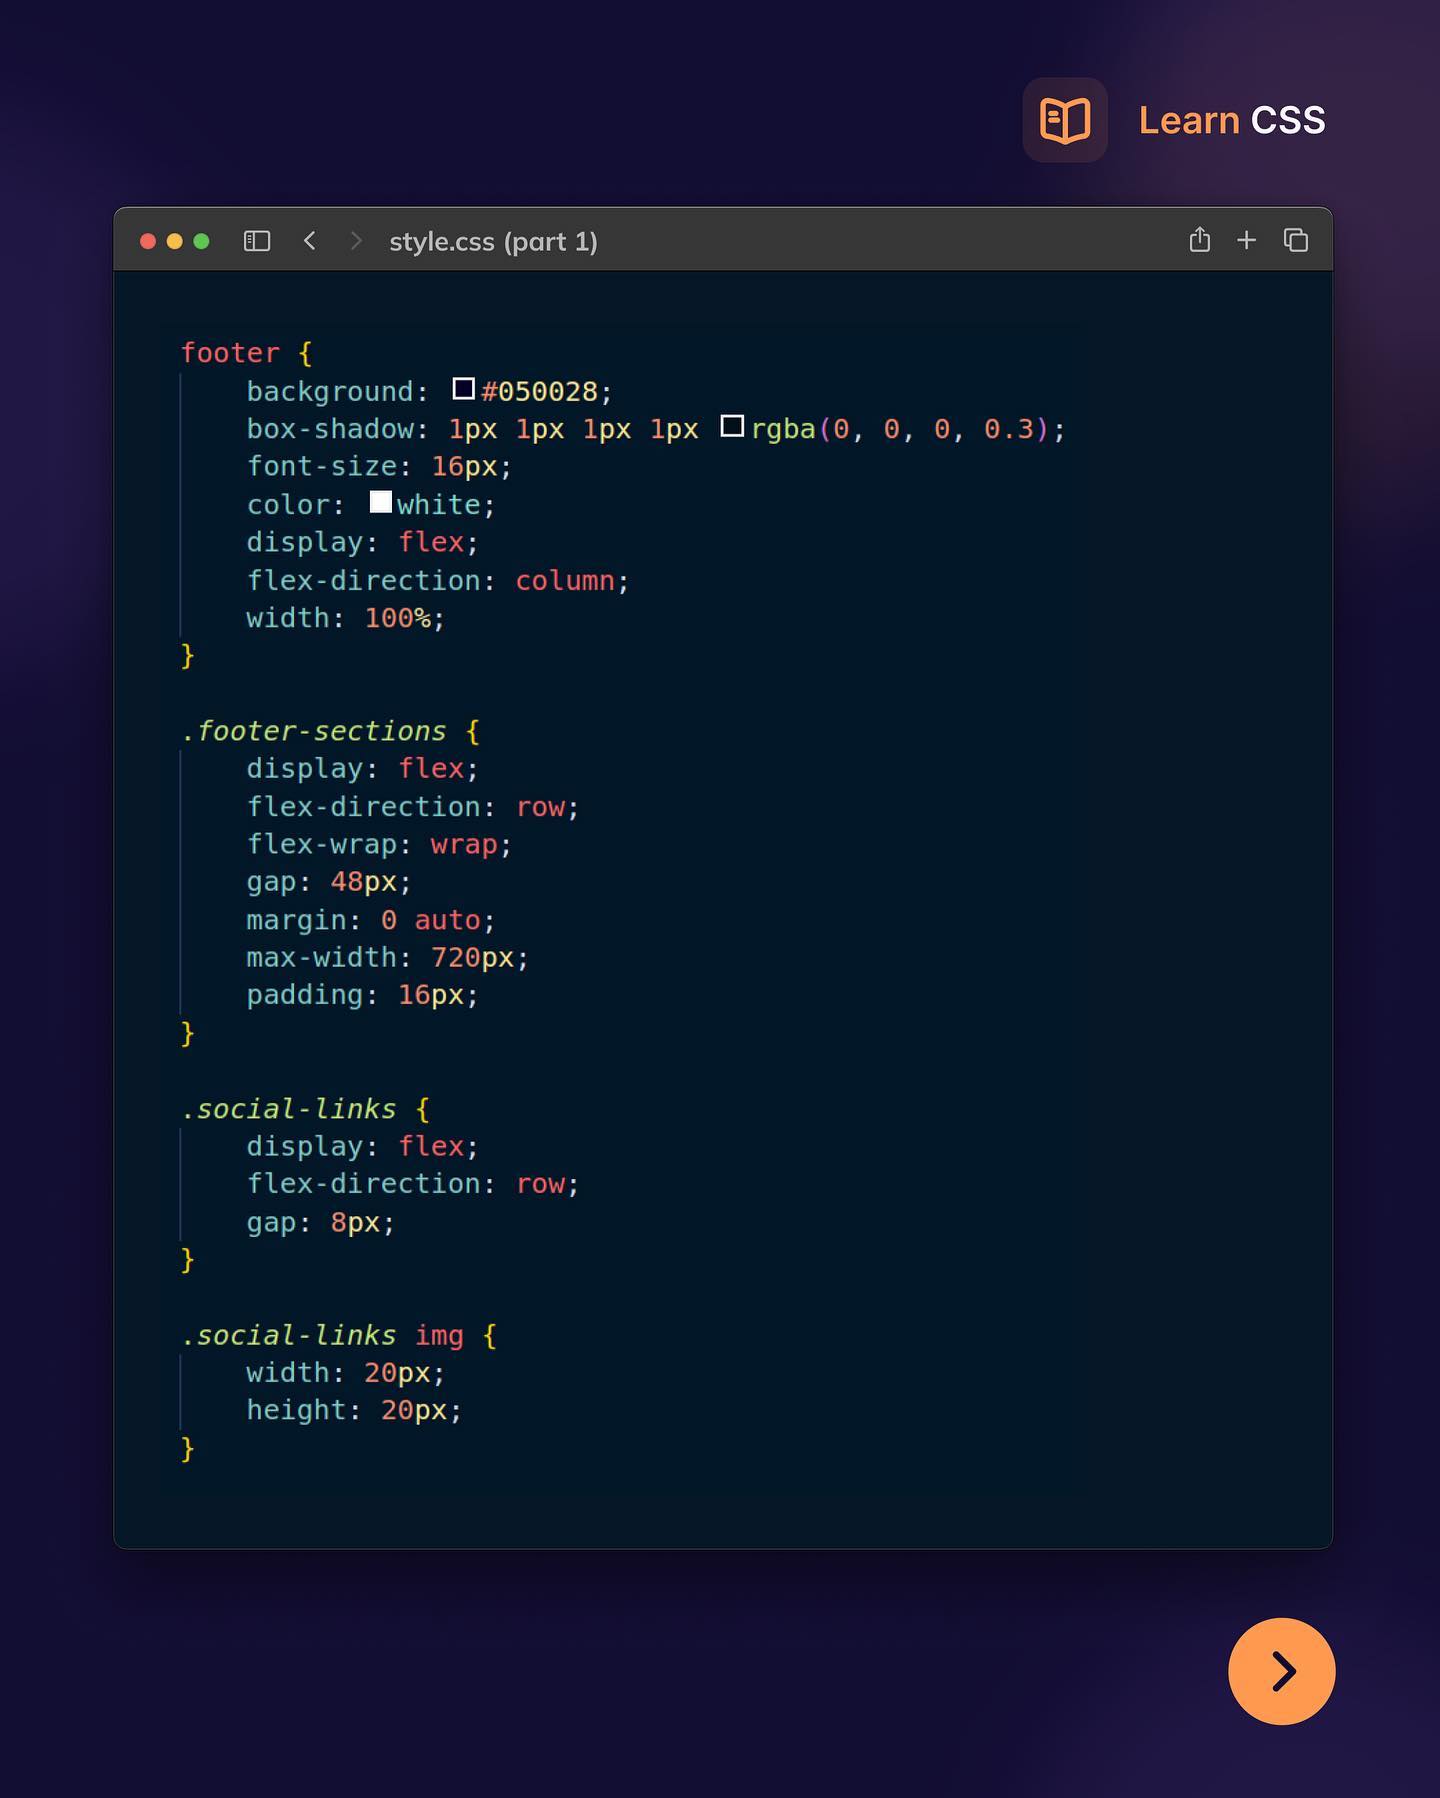 Learn CSS
style.css (part 1)
footer {
    background: #050028;
    box-shadow: 1px 1px 1px 1px rgba(0, 0, 0, 0.3);
    font-size: 16px;
    color: white;
    display: flex;
    flex-direction: column;
    width: 100%;
}

.footer-sections {
    display: flex;
    flex-direction: row;
    flex-wrap: wrap;
    gap: 48px;
    margin: 0 auto;
    max-width: 720px;
    padding: 16px;
}

.social-links {
    display: flex;
    flex-direction: row;
    gap: 8px;
}

.social-links img {
    width: 20px;
    height: 20px;
}